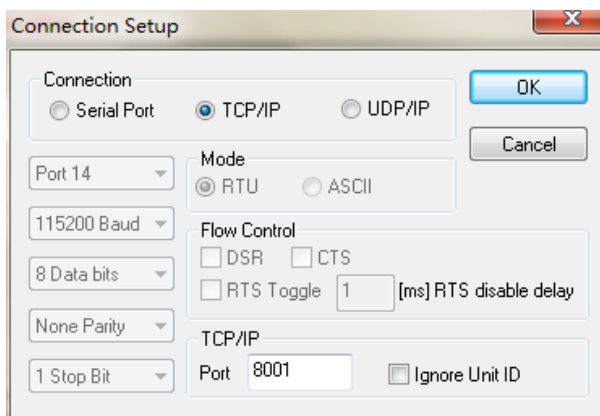 Connection Setup
x
Connection
Serial Port TCP/IP UDP/IP
OK
Cancel
Port 14
115200 Baud
8 Data bits
None Parity
1 Stop Bit
Mode
RTU ASCII
Flow Control
DSR CTS
RTS Toggle 1 [ms] RTS disable delay
TCP/IP
Port 8001 Ignore Unit ID